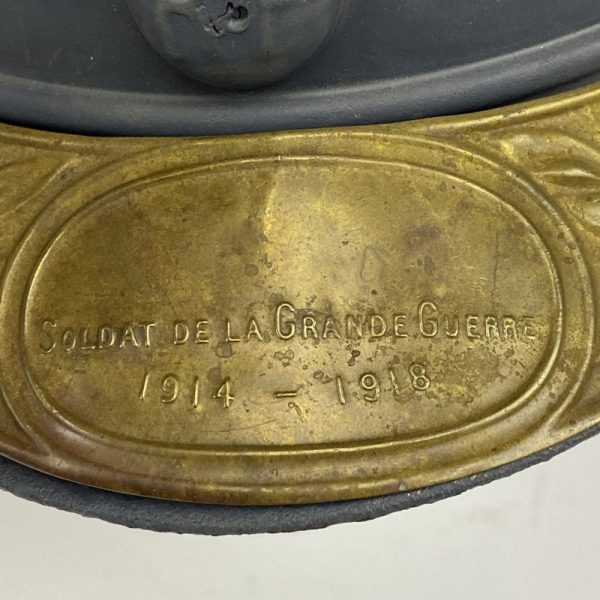 SOLDAT DE LA GRANDE GUERRE
1914 - 1918